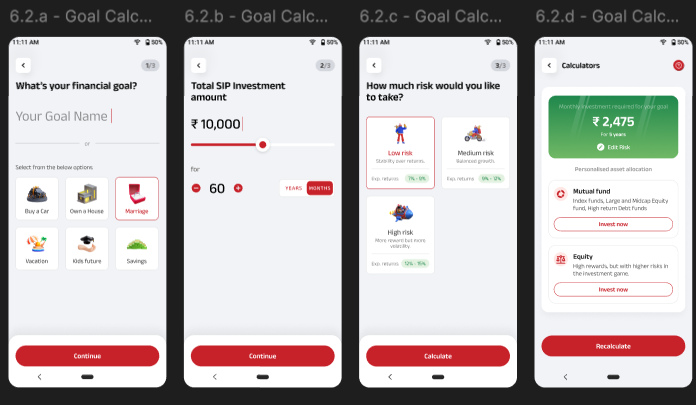 6.2.a - Goal Calc...
11:11 AM
50%
1/3
What's your financial goal?
Your Goal Name
or
Select from the below options
Buy a Car
Own a House
Marriage
Vacation
Kids future
Savings
Continue
6.2.b - Goal Calc...
11:11 AM
50%
2/3
Total SIP Investment
amount
₹ 10,000
for
60
YEARS
MONTHS
Continue
6.2.c - Goal Calc...
11:11 AM
50%
3/3
How much risk would you like
to take?
Low risk
Stability over returns.
Exp. returns
7% - 9%
Medium risk
Balanced growth.
Exp. returns
9% - 12%
High risk
More reward but more
volatility.
Exp. returns
12% - 15%
Calculate
6.2.d - Goal Calc...
11:11 AM
50%
Calculators
Monthly investment required for your goal
₹ 2,475
For 5 years
Edit Risk
Personalised asset allocation
Mutual fund
Index funds, Large and Midcap Equity
fund, High return Debt funds
Invest now
Equity
High rewards, but with higher risks in
the investment game.
Invest now
Recalculate